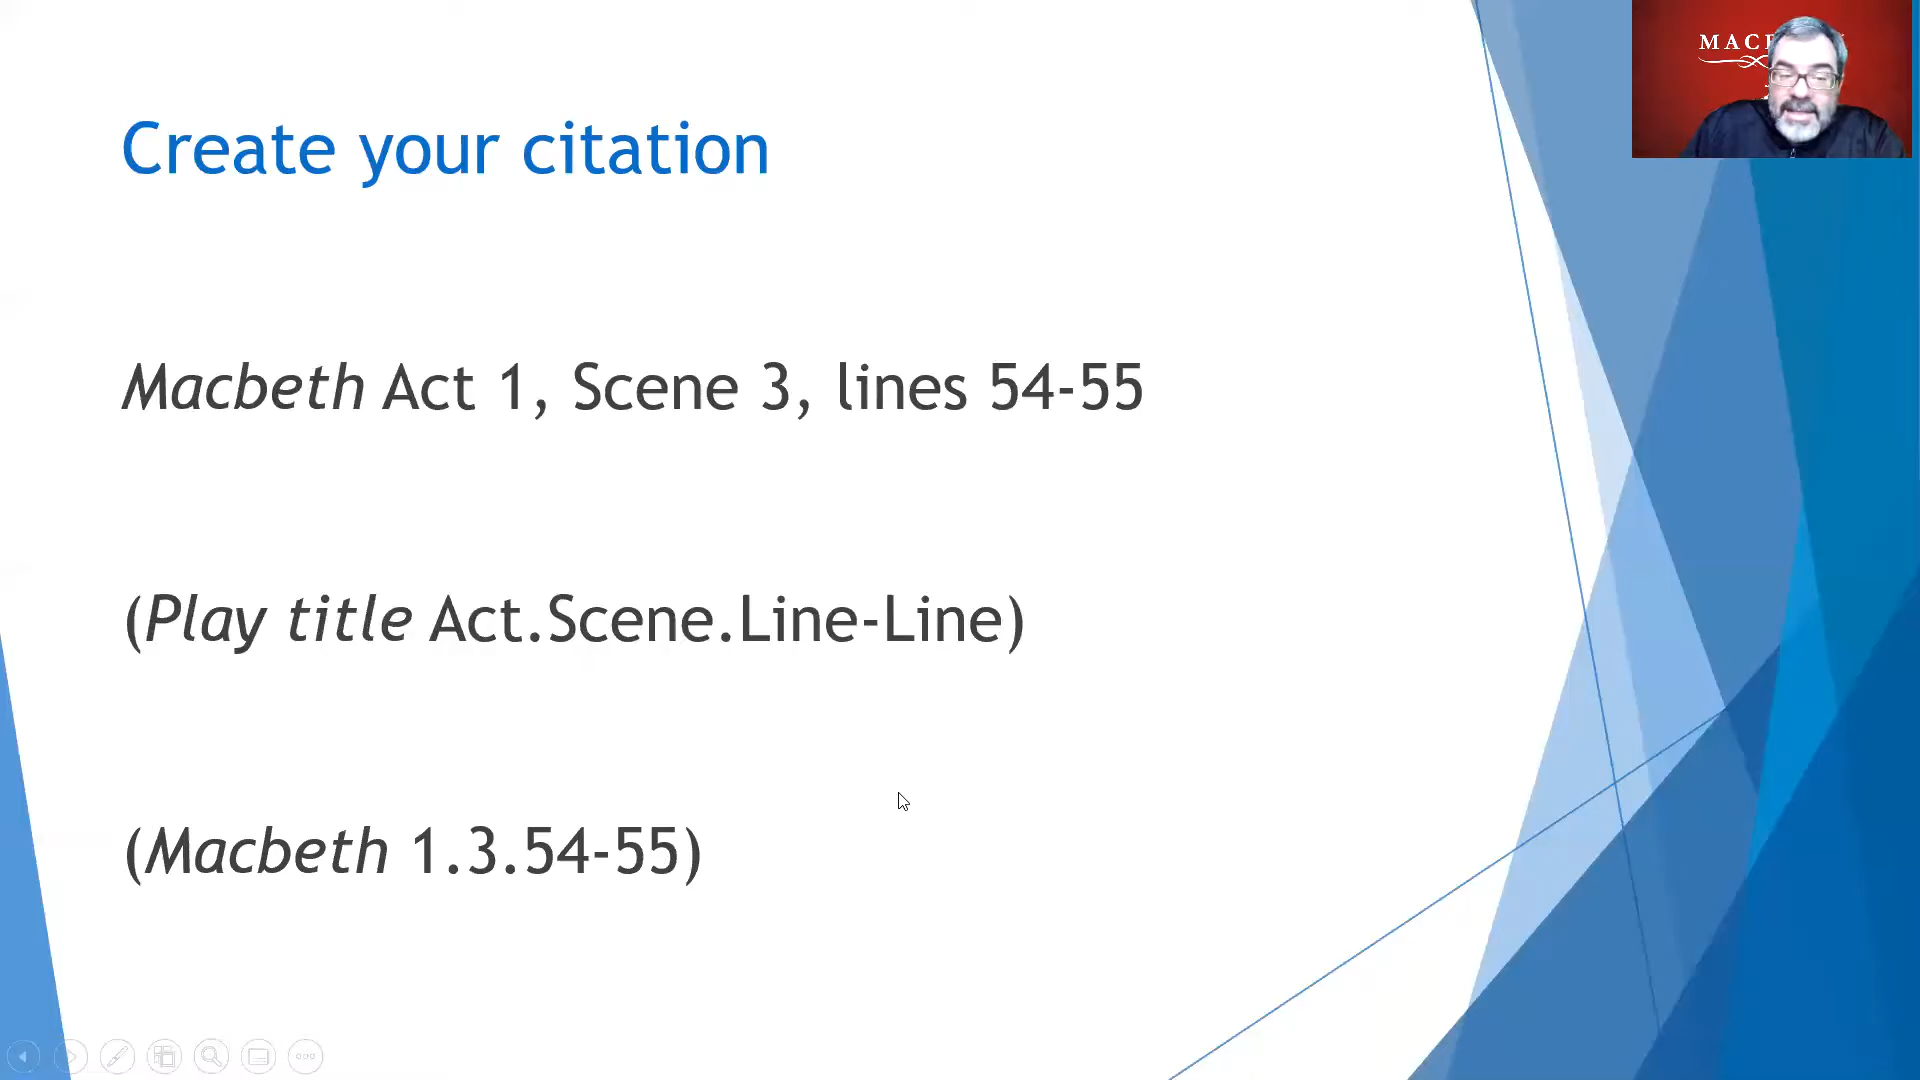 Create your citation
Macbeth Act 1, Scene 3, lines 54-55
(Play title Act.Scene.Line-Line)
(Macbeth 1.3.54-55)